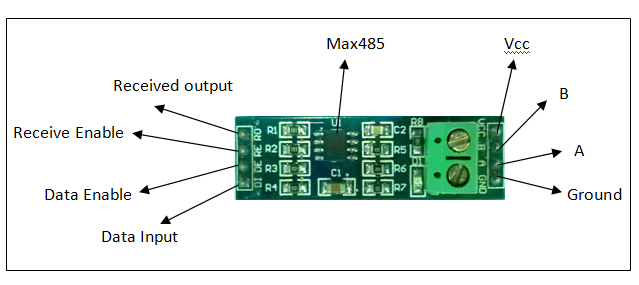 Max485
Vcc
Received output
B
Receive Enable
A
Data Enable
Ground
Data Input
RO
RE
DE
DI
R1
R2
R3
R4
U1
C1
C2
R5
R6
R7
R8
VCC
B
A
GND